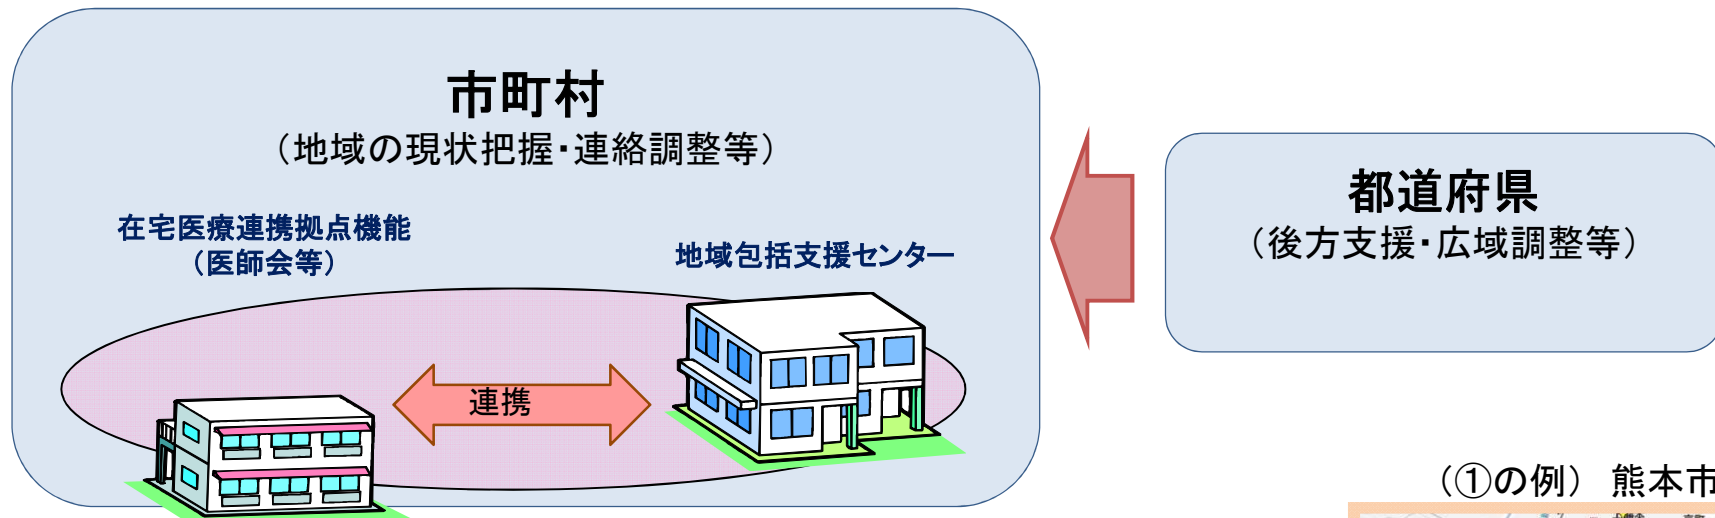 市町村
（地域の現状把握・連絡調整等）
在宅医療連携拠点機能
（医師会等）
地域包括支援センター
連携
都道府県
（後方支援・広域調整等）
（①の例） 熊本市